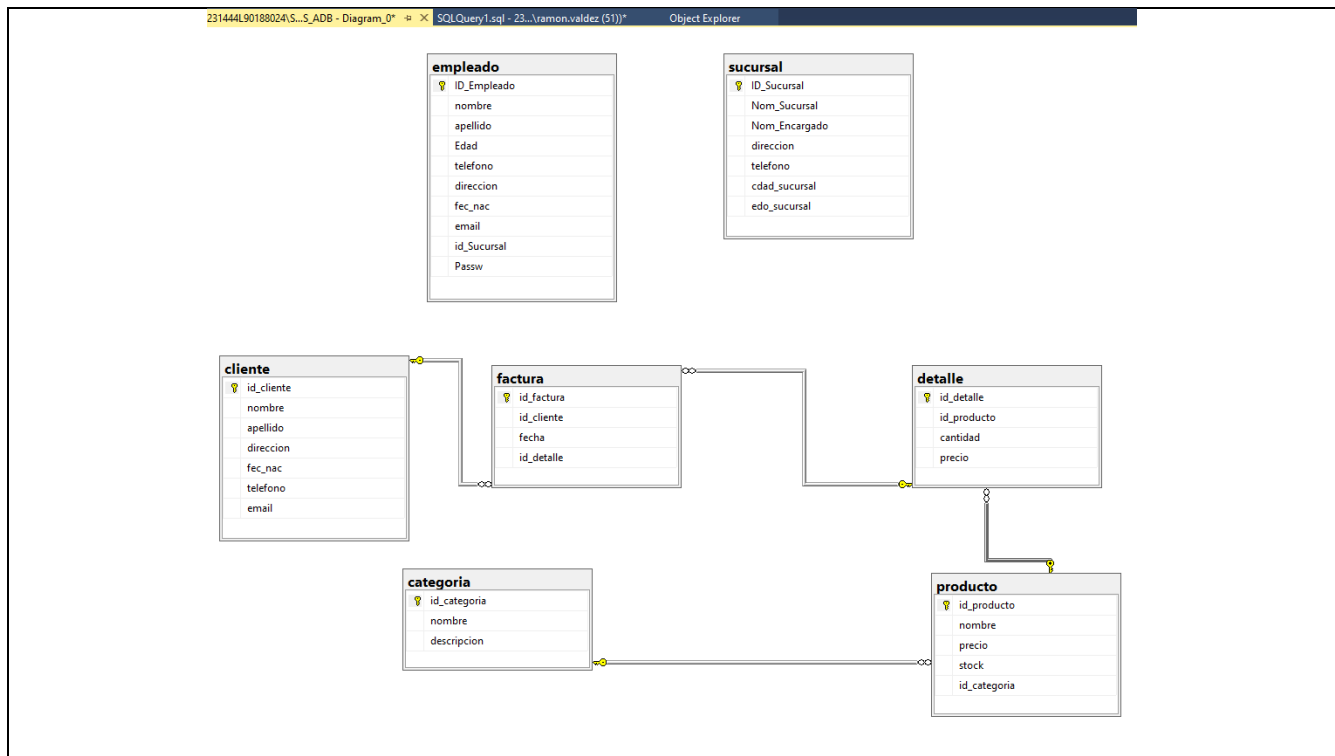 231444L90188024\S...S_ADB - Diagram_0*
SQLQuery1.sql - 23...\ramon.valdez (51))*
Object Explorer
empleado
ID_Empleado
nombre
apellido
Edad
telefono
direccion
fec_nac
email
id_Sucursal
Passw
sucursal
ID_Sucursal
Nom_Sucursal
Nom_Encargado
direccion
telefono
cdad_sucursal
edo_sucursal
cliente
id_cliente
nombre
apellido
direccion
fec_nac
telefono
email
factura
id_factura
id_cliente
fecha
id_detalle
detalle
id_detalle
id_producto
cantidad
precio
categoria
id_categoria
nombre
descripcion
producto
id_producto
nombre
precio
stock
id_categoria